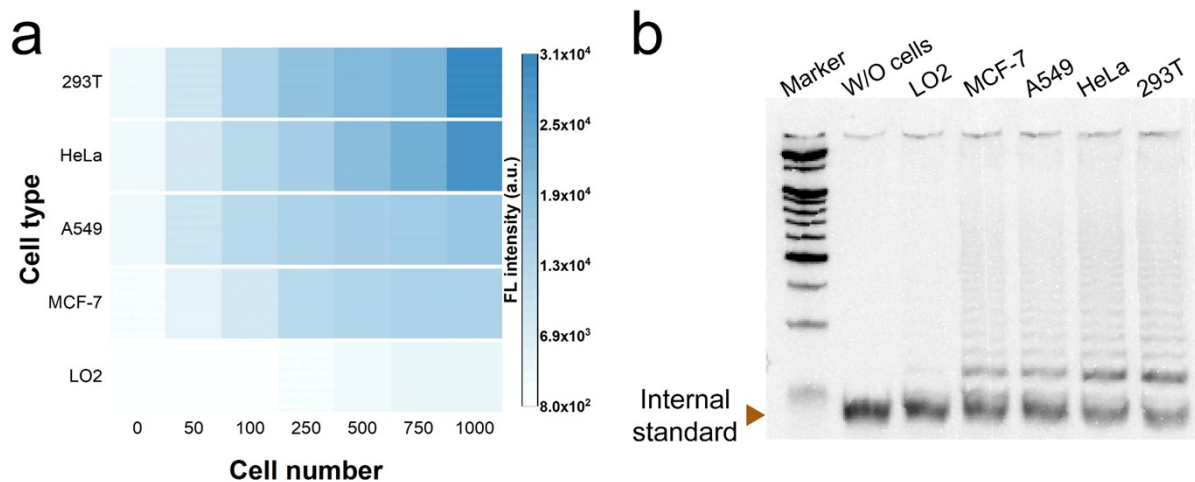 a
Cell type
293T
HeLa
A549
MCF-7
LO2
0 50 100 250 500 750 1000
Cell number
FL intensity (a.u.)
3.1x10⁴
2.5x10⁴
1.9x10⁴
1.3x10⁴
6.9x10³
8.0x10²
b
Marker W/O cells LO2 MCF-7 A549 HeLa 293T
Internal
standard